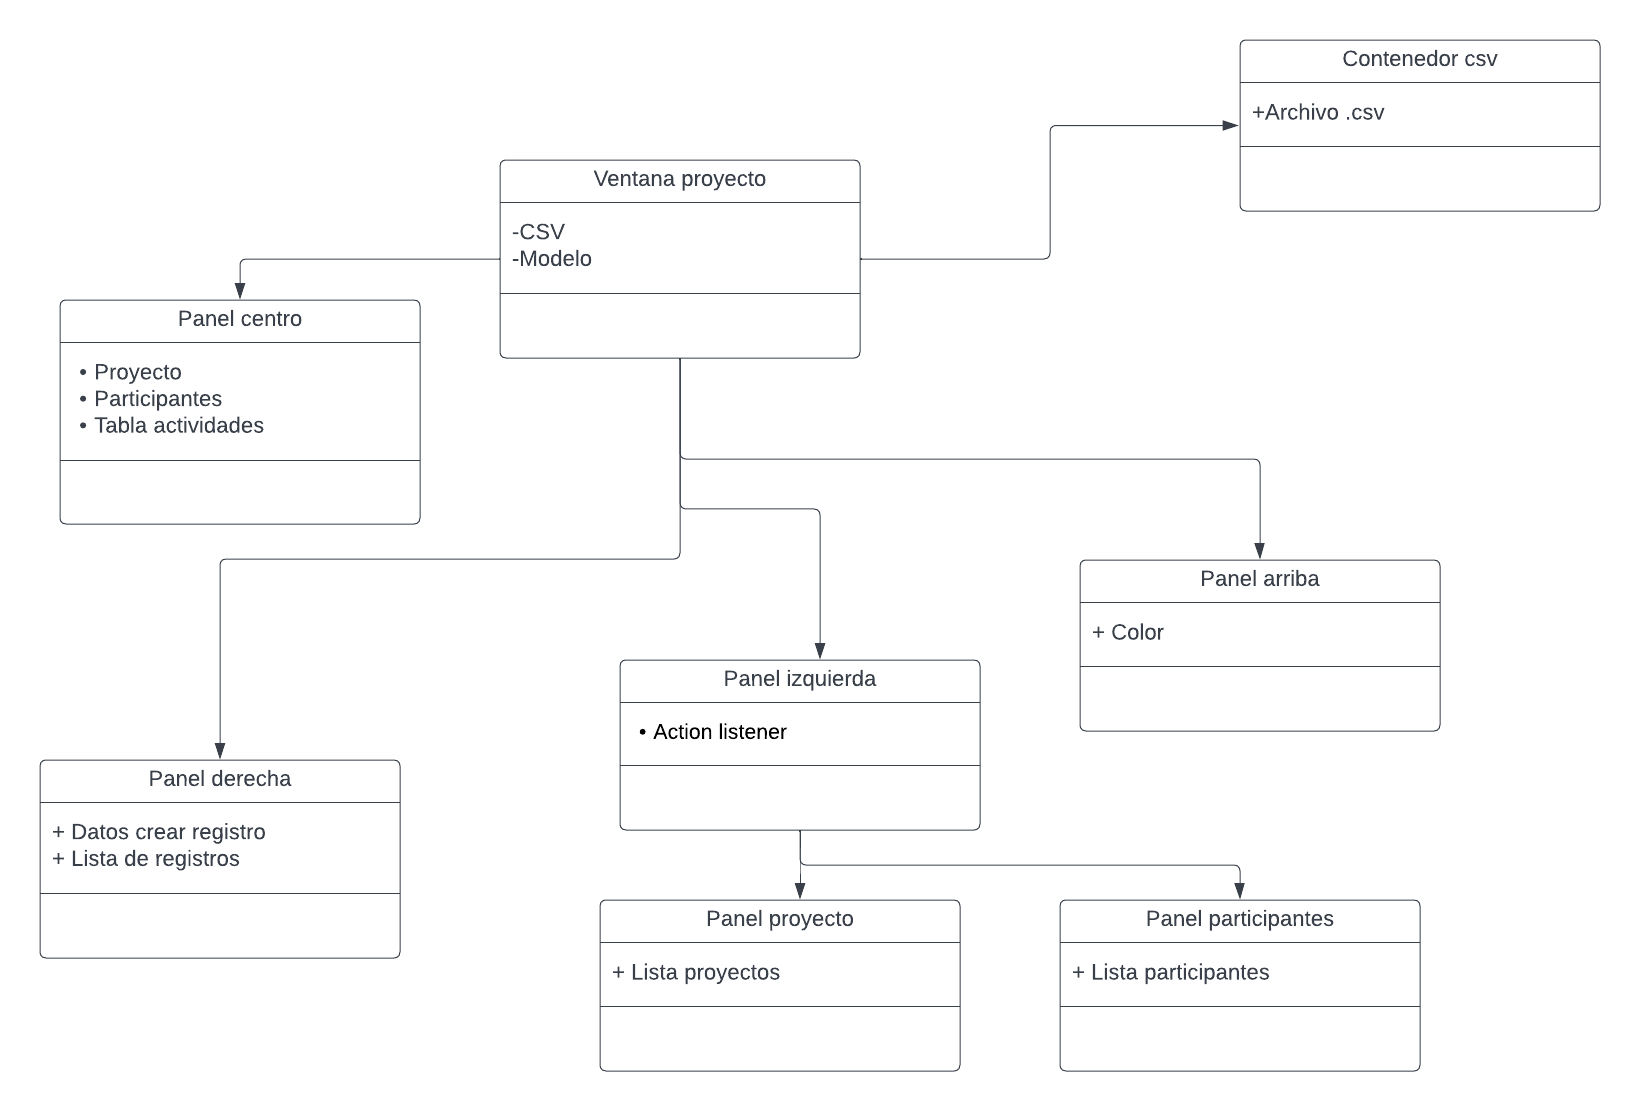 Contenedor csv
+Archivo .csv
Ventana proyecto
-CSV
-Modelo
Panel centro
• Proyecto
• Participantes
• Tabla actividades
Panel arriba
+ Color
Panel izquierda
• Action listener
Panel derecha
+ Datos crear registro
+ Lista de registros
Panel proyecto
+ Lista proyectos
Panel participantes
+ Lista participantes